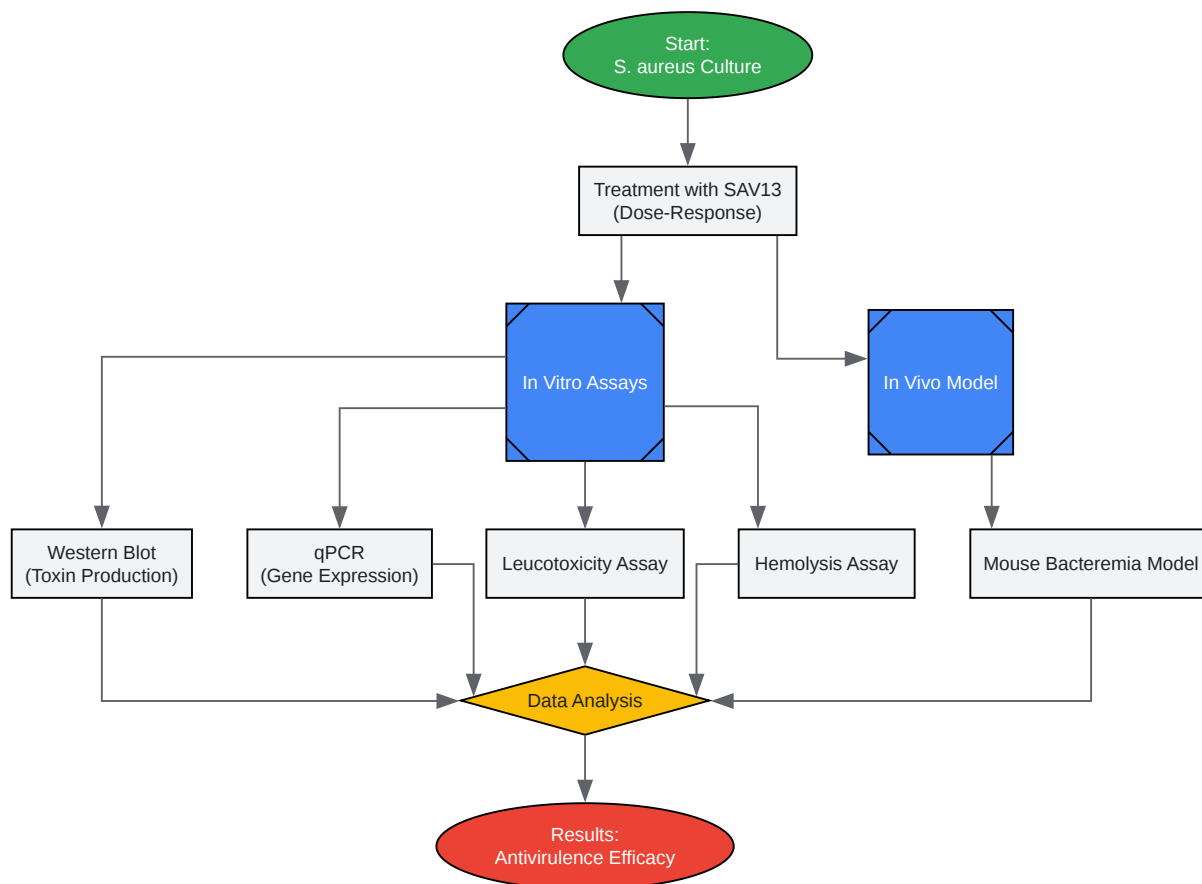 Start:
S. aureus Culture
Treatment with SAV13
(Dose-Response)
In Vitro Assays
In Vivo Model
Western Blot
(Toxin Production)
qPCR
(Gene Expression)
Leucotoxicity Assay
Hemolysis Assay
Mouse Bacteremia Model
Data Analysis
Results:
Antivirulence Efficacy